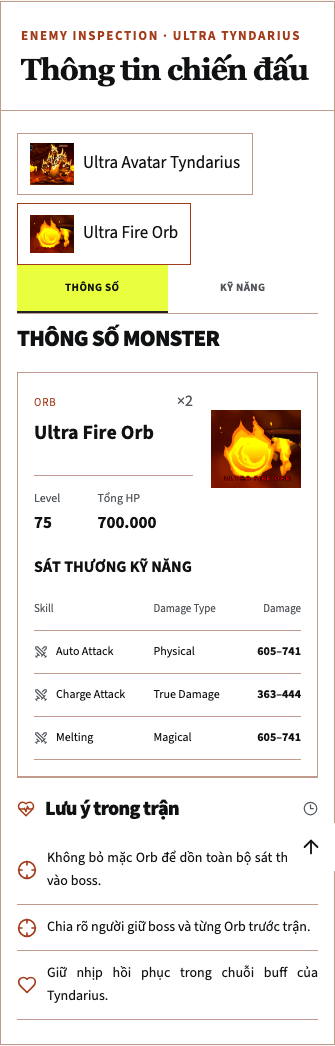 ENEMY INSPECTION · ULTRA TYNDARIUS
Thông tin chiến đấu
Ultra Avatar Tyndarius
Ultra Fire Orb
THÔNG SỐ
KỸ NĂNG
THÔNG SỐ MONSTER
ORB
×2
Ultra Fire Orb
Level
Tổng HP
75
700.000
SÁT THƯƠNG KỸ NĂNG
Skill Damage Type Damage
Auto Attack Physical 605–741
Charge Attack True Damage 363–444
Melting Magical 605–741
Lưu ý trong trận
Không bỏ mặc Orb để dồn toàn bộ sát
vào boss.
Chia rõ người giữ boss và từng Orb trước trận.
Giữ nhịp hồi phục trong chuỗi buff của
Tyndarius.